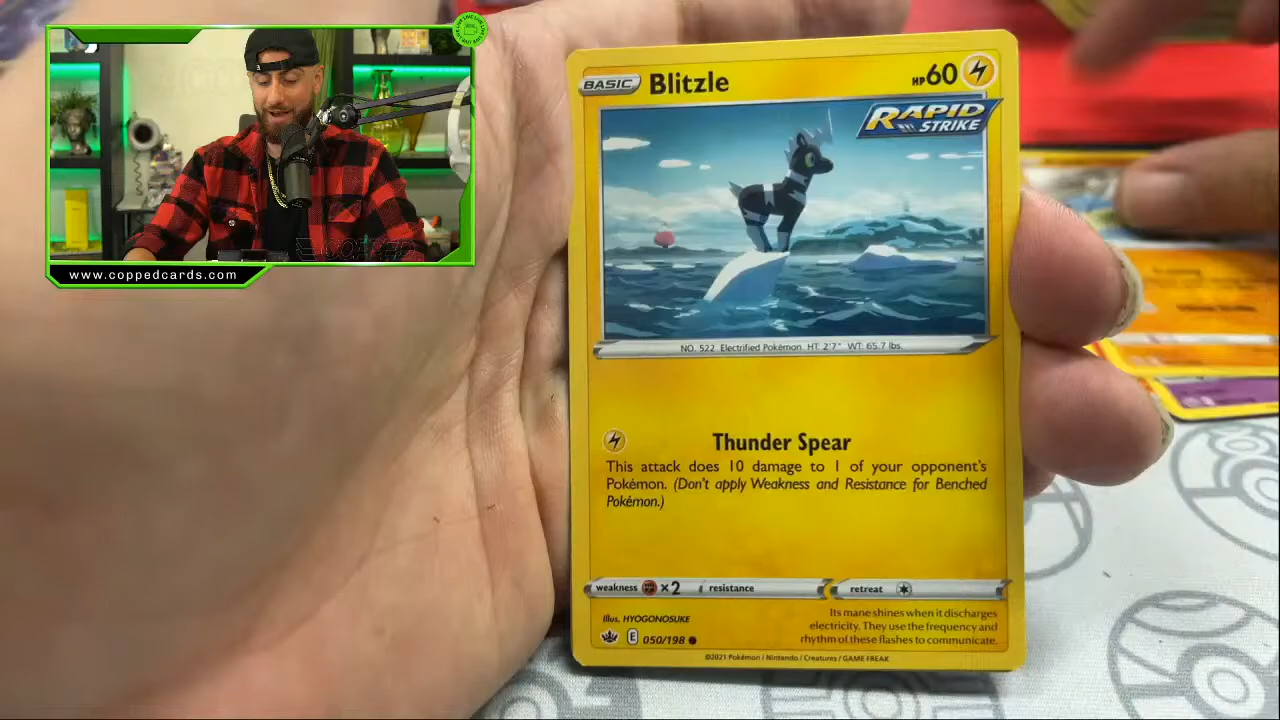 www.coppedcards.com
BASIC Blitzle HP60
RAPID STRIKE
NO. 522 Electrified Pokémon. HT: 2'7" WT: 65.7 lbs.
Thunder Spear
This attack does 10 damage to 1 of your opponent's
Pokémon. (Don't apply Weakness and Resistance for Benched
Pokémon.)
weakness ×2 resistance retreat
Illus. HYOGONOSUKE
E 050/198
Its mane shines when it discharges
electricity. They use the frequency and
rhythm of these flashes to communicate.
©2021 Pokémon / Nintendo / Creatures / GAME FREAK